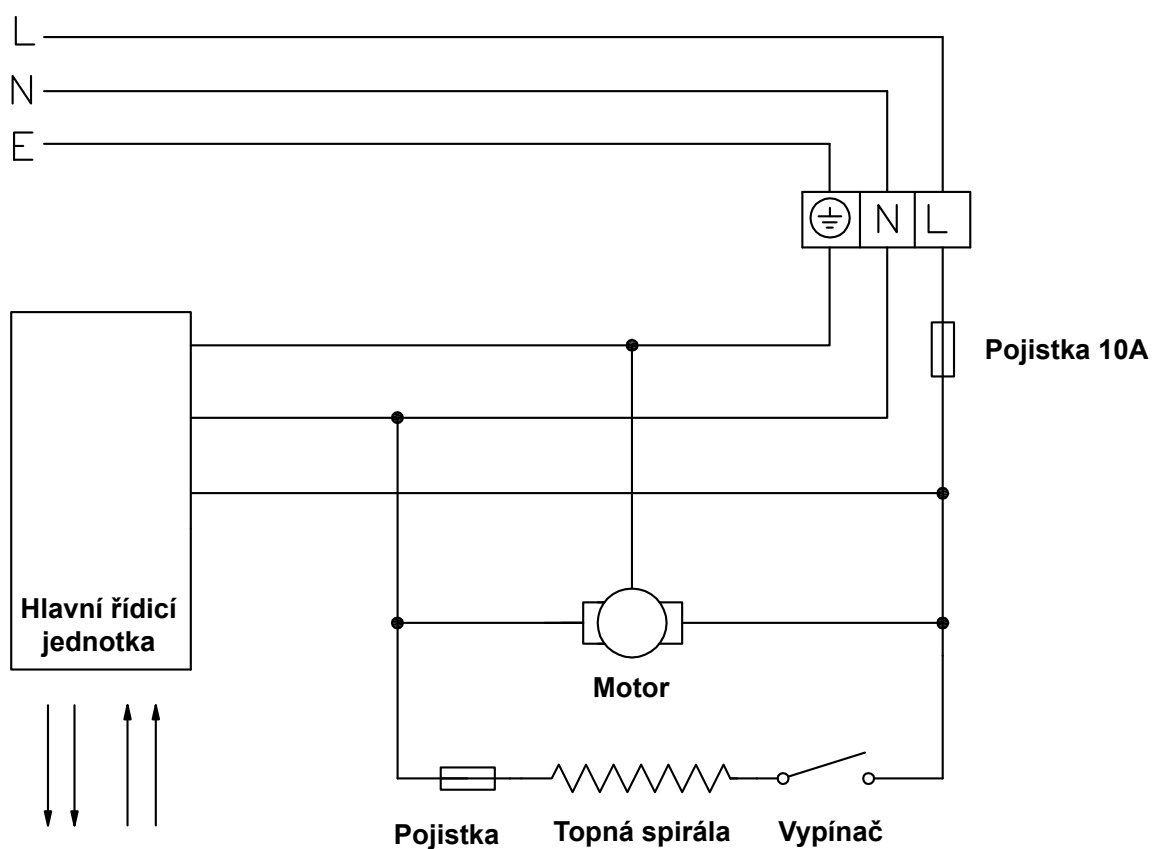 L
N
E
N L
Pojistka 10A
Hlavní řídicí
jednotka
Motor
Pojistka
Topná spirála
Vypínač